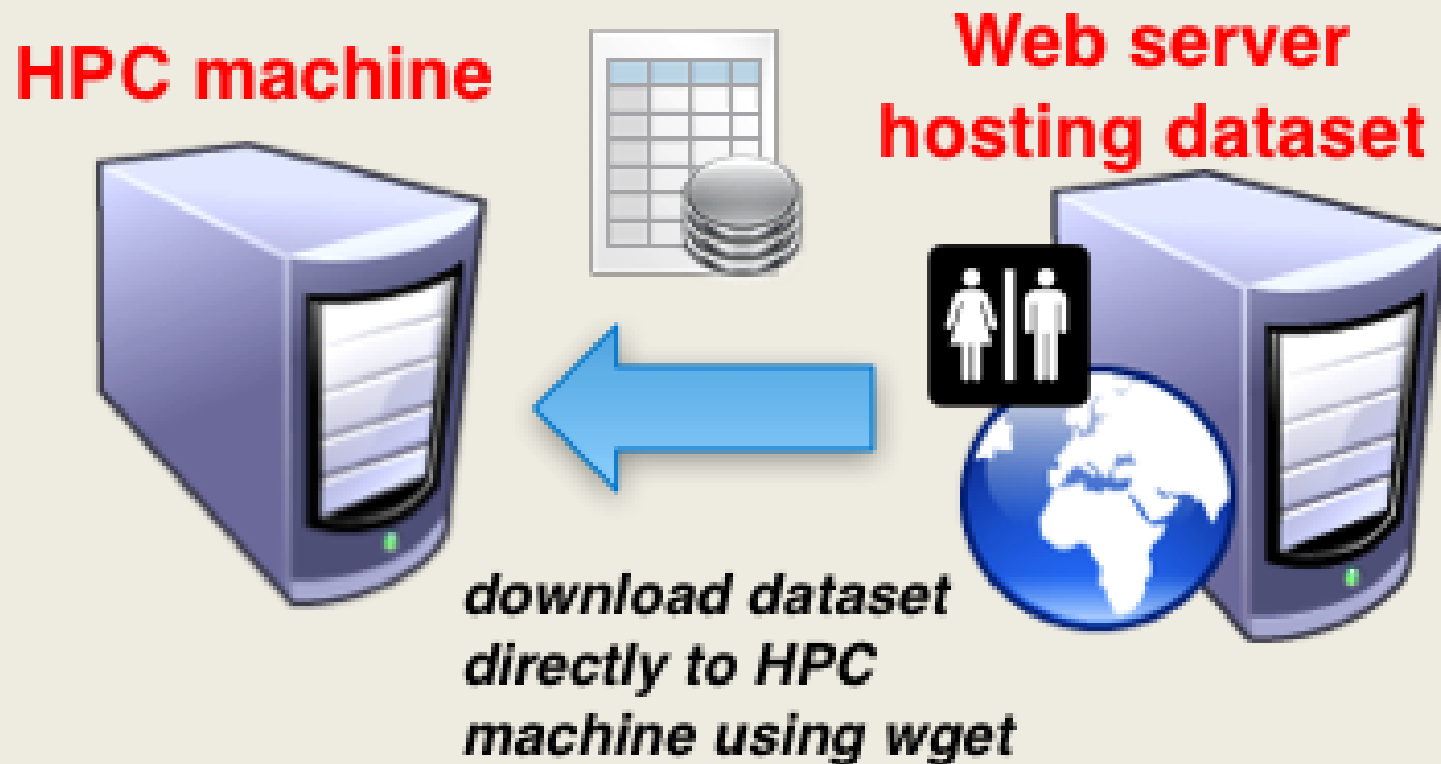 HPC machine
Web server
hosting dataset
download dataset
directly to HPC
machine using wget